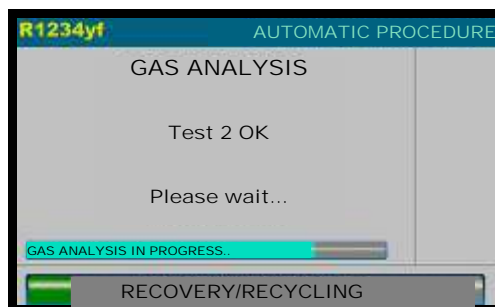 R1234yf AUTOMATIC PROCEDURE
GAS ANALYSIS
Test 2 OK
Please wait...
GAS ANALYSIS IN PROGRESS..
RECOVERY/RECYCLING